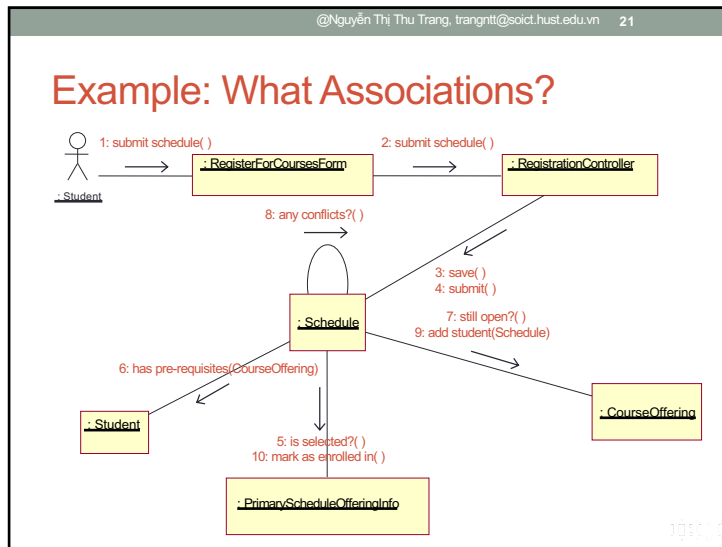 @Nguyễn Thị Thu Trang, trangntt@soict.hust.edu.vn 21
Example: What Associations?
1: submit schedule( )
2: submit schedule( )
: RegisterForCoursesForm
: RegistrationController
: Student
8: any conflicts?( )
3: save( )
4: submit( )
7: still open?( )
9: add student(Schedule)
: Schedule
6: has pre-requisites(CourseOffering)
: CourseOffering
: Student
5: is selected?( )
10: mark as enrolled in( )
: PrimaryScheduleOfferingInfo